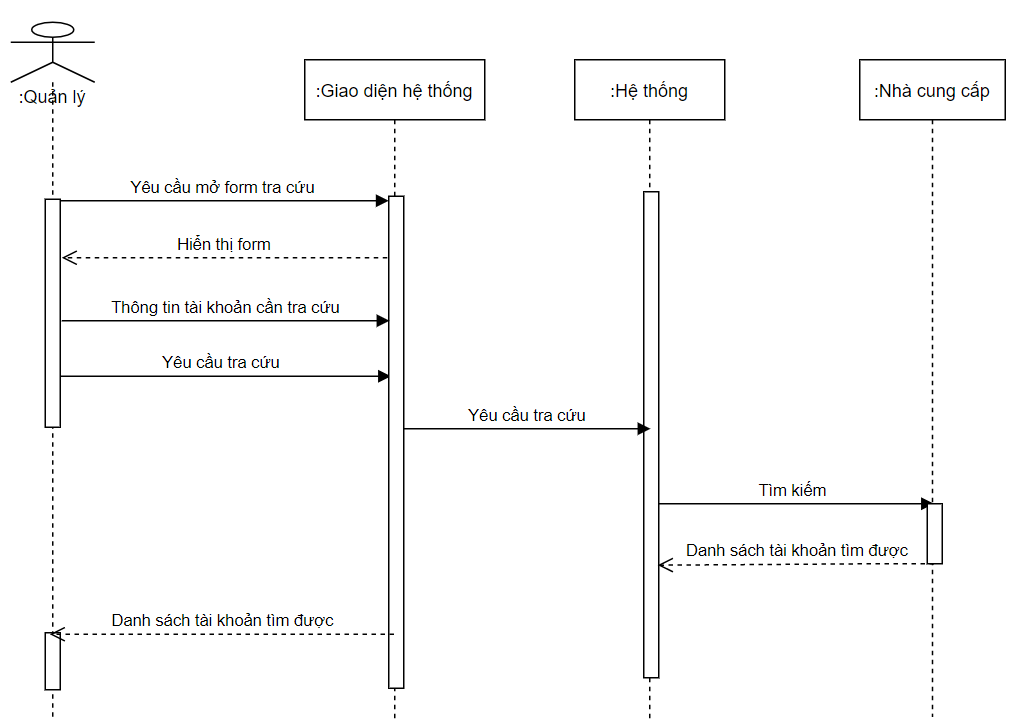 :Quản lý
:Giao diện hệ thống
:Hệ thống
:Nhà cung cấp
Yêu cầu mở form tra cứu
Hiển thị form
Thông tin tài khoản cần tra cứu
Yêu cầu tra cứu
Yêu cầu tra cứu
Tìm kiếm
Danh sách tài khoản tìm được
Danh sách tài khoản tìm được